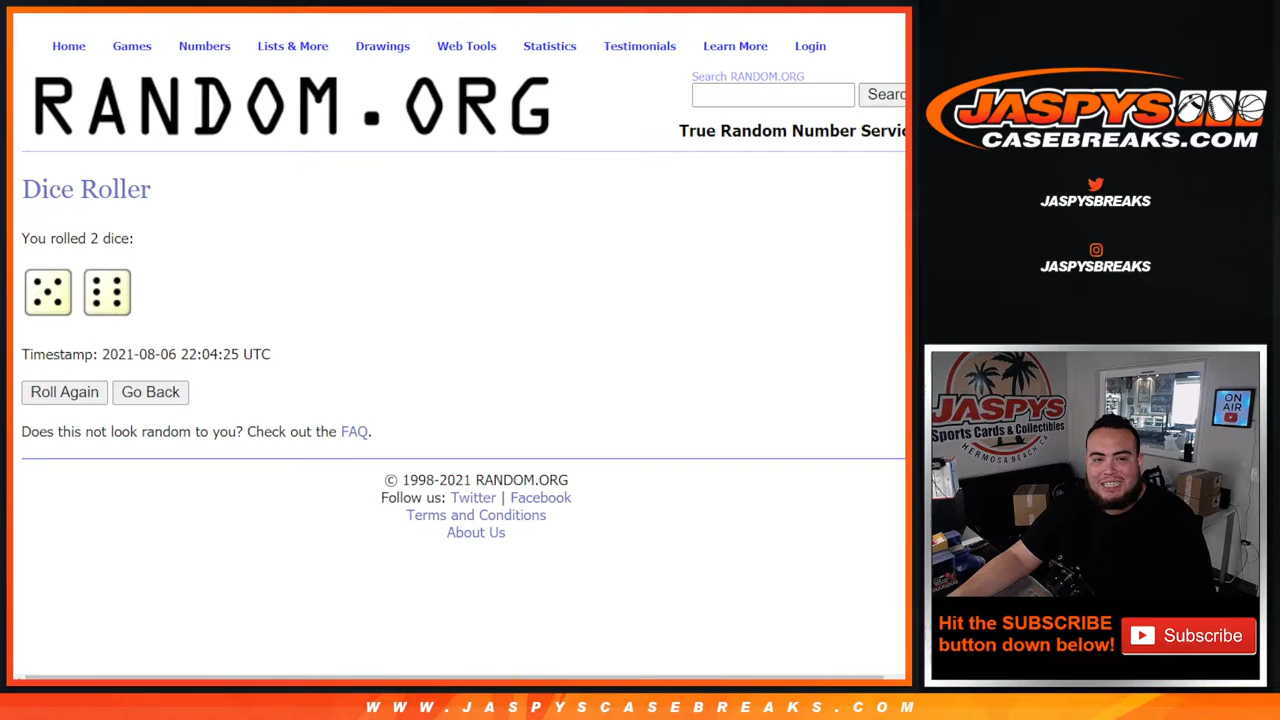 Home Games Numbers Lists & More Drawings Web Tools Statistics Testimonials Learn More Login
RANDOM.ORG
Search RANDOM.ORG
Searc
True Random Number Servic
Dice Roller
You rolled 2 dice:
Timestamp: 2021-08-06 22:04:25 UTC
Roll Again Go Back
Does this not look random to you? Check out the FAQ.
© 1998-2021 RANDOM.ORG
Follow us: Twitter | Facebook
Terms and Conditions
About Us
JASPYS
CASEBREAKS.COM
JASPYSBREAKS
JASPYSBREAKS
JASPYS
Sports Cards & Collectibles
HERMOSA BEACH CA
ON
AIR
Hit the SUBSCRIBE
button down below!
Subscribe
WWW.JASPYSCASEBREAKS.COM